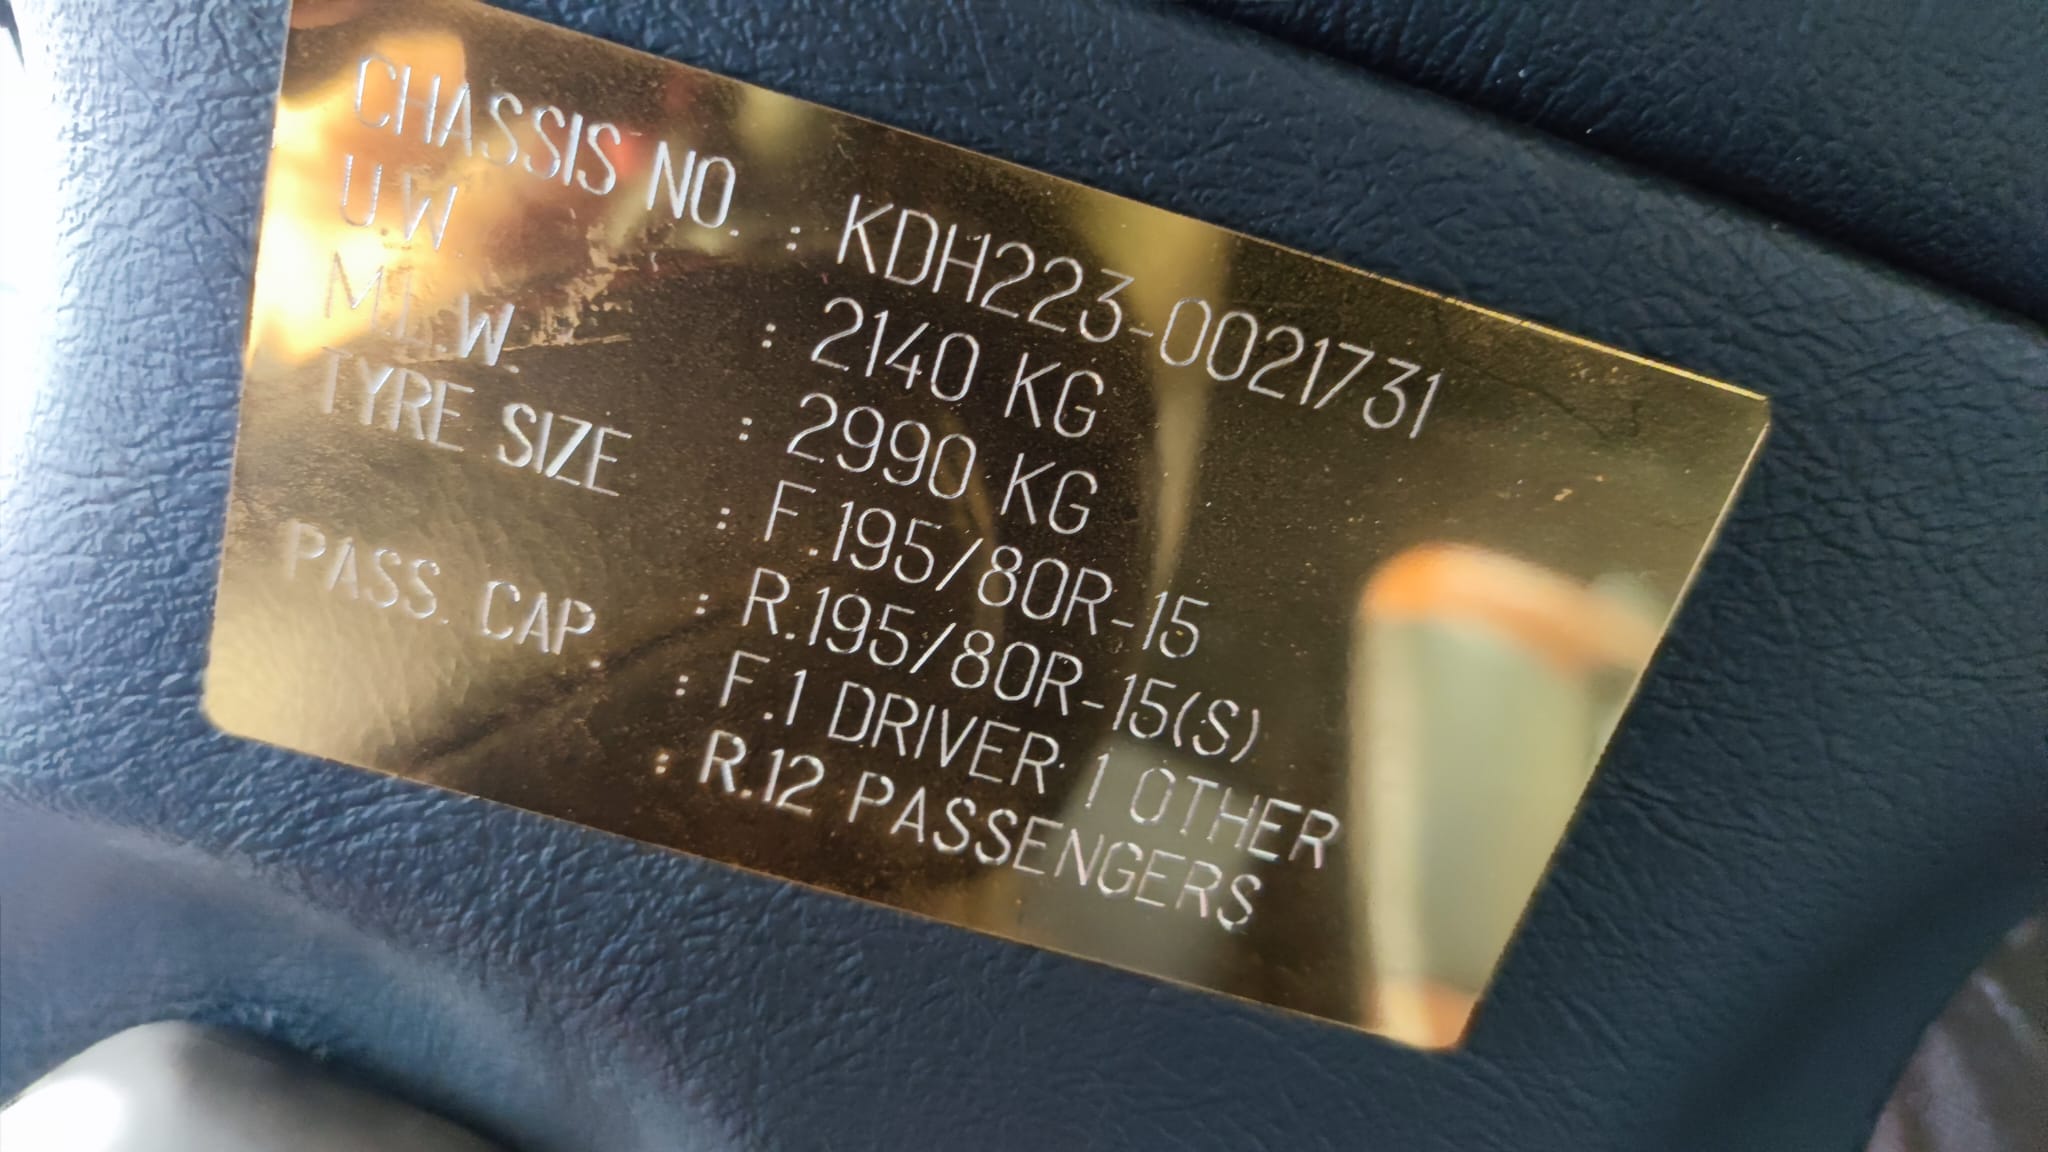 CHASSIS NO. : KDH223-0021731
U.W. : 2140 KG
M.L.W. : 2990 KG
TYRE SIZE : F.195/80R-15
: R.195/80R-15(S)
PASS. CAP. : F.1 DRIVER 1 OTHER
: R.12 PASSENGERS